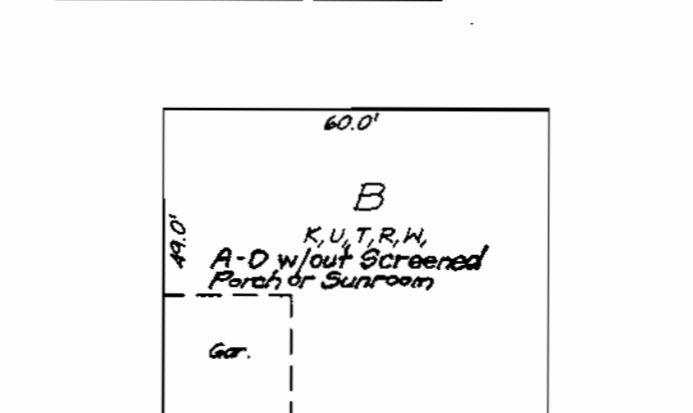 60.0'
B
49.0'
K,U,T,R,W,
A-D w/out Screened
Porch or Sunroom
Gar.